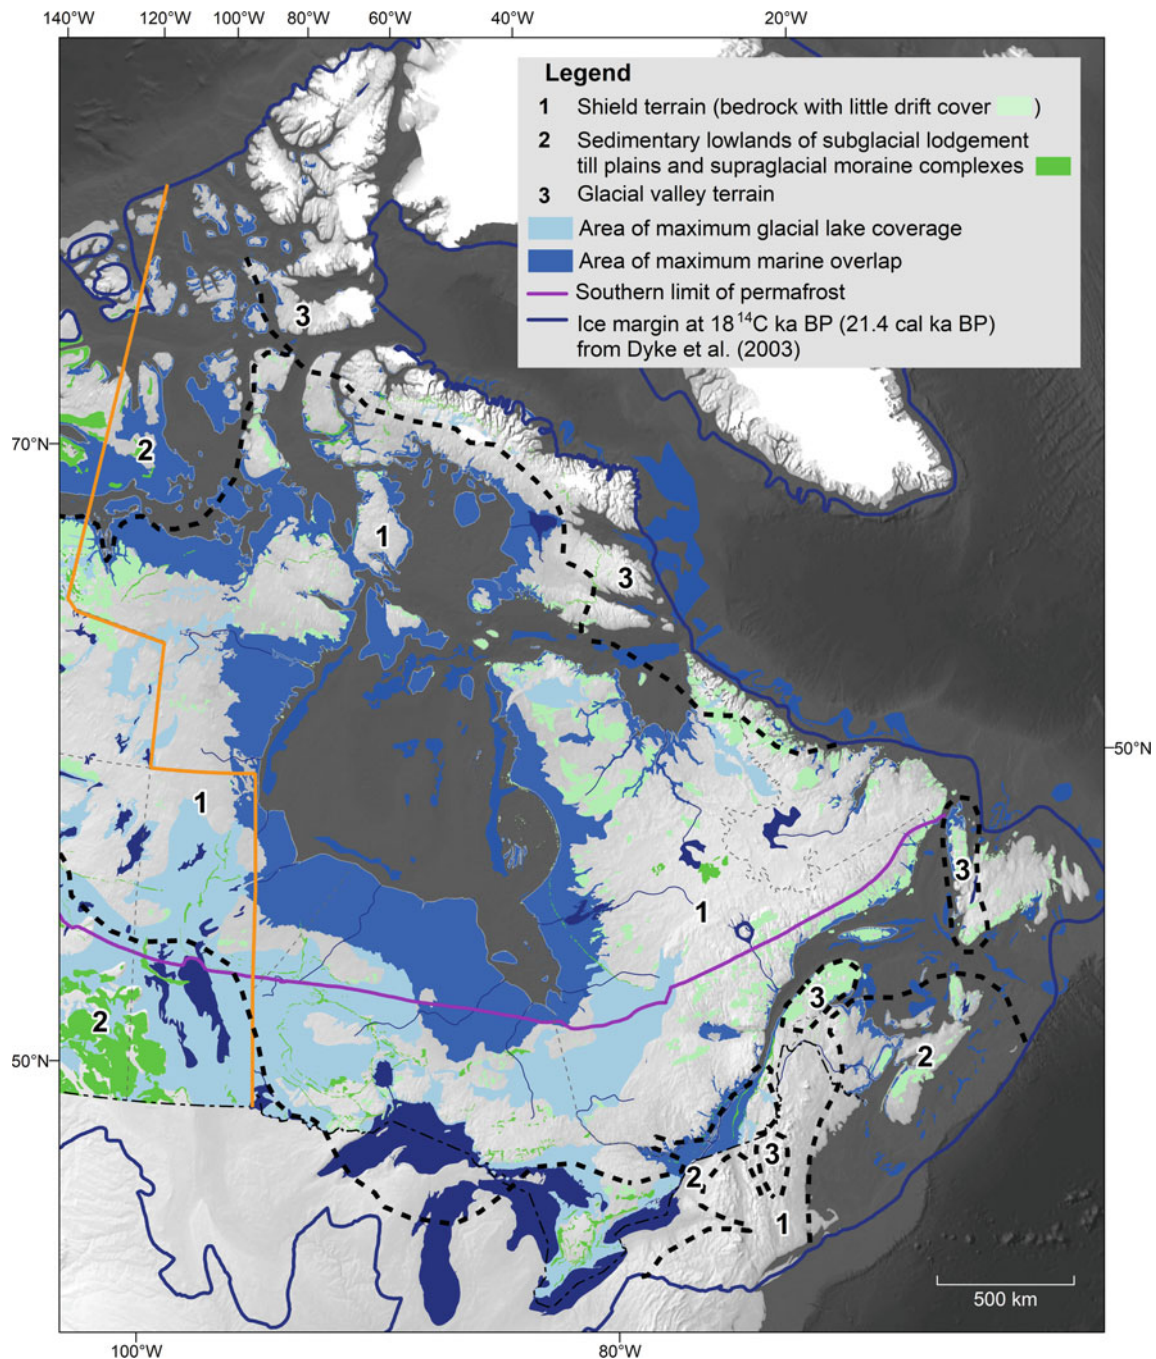 140°W 120°W 100°W 80°W 60°W 40°W 20°W
Legend
1 Shield terrain (bedrock with little drift cover )
2 Sedimentary lowlands of subglacial lodgement
till plains and supraglacial moraine complexes
3 Glacial valley terrain
Area of maximum glacial lake coverage
Area of maximum marine overlap
Southern limit of permafrost
Ice margin at 18 ¹⁴C ka BP (21.4 cal ka BP)
from Dyke et al. (2003)
3
70°N
2
1
3
50°N
1
3
1
3
2
50°N
2
3
2
1
500 km
100°W 80°W